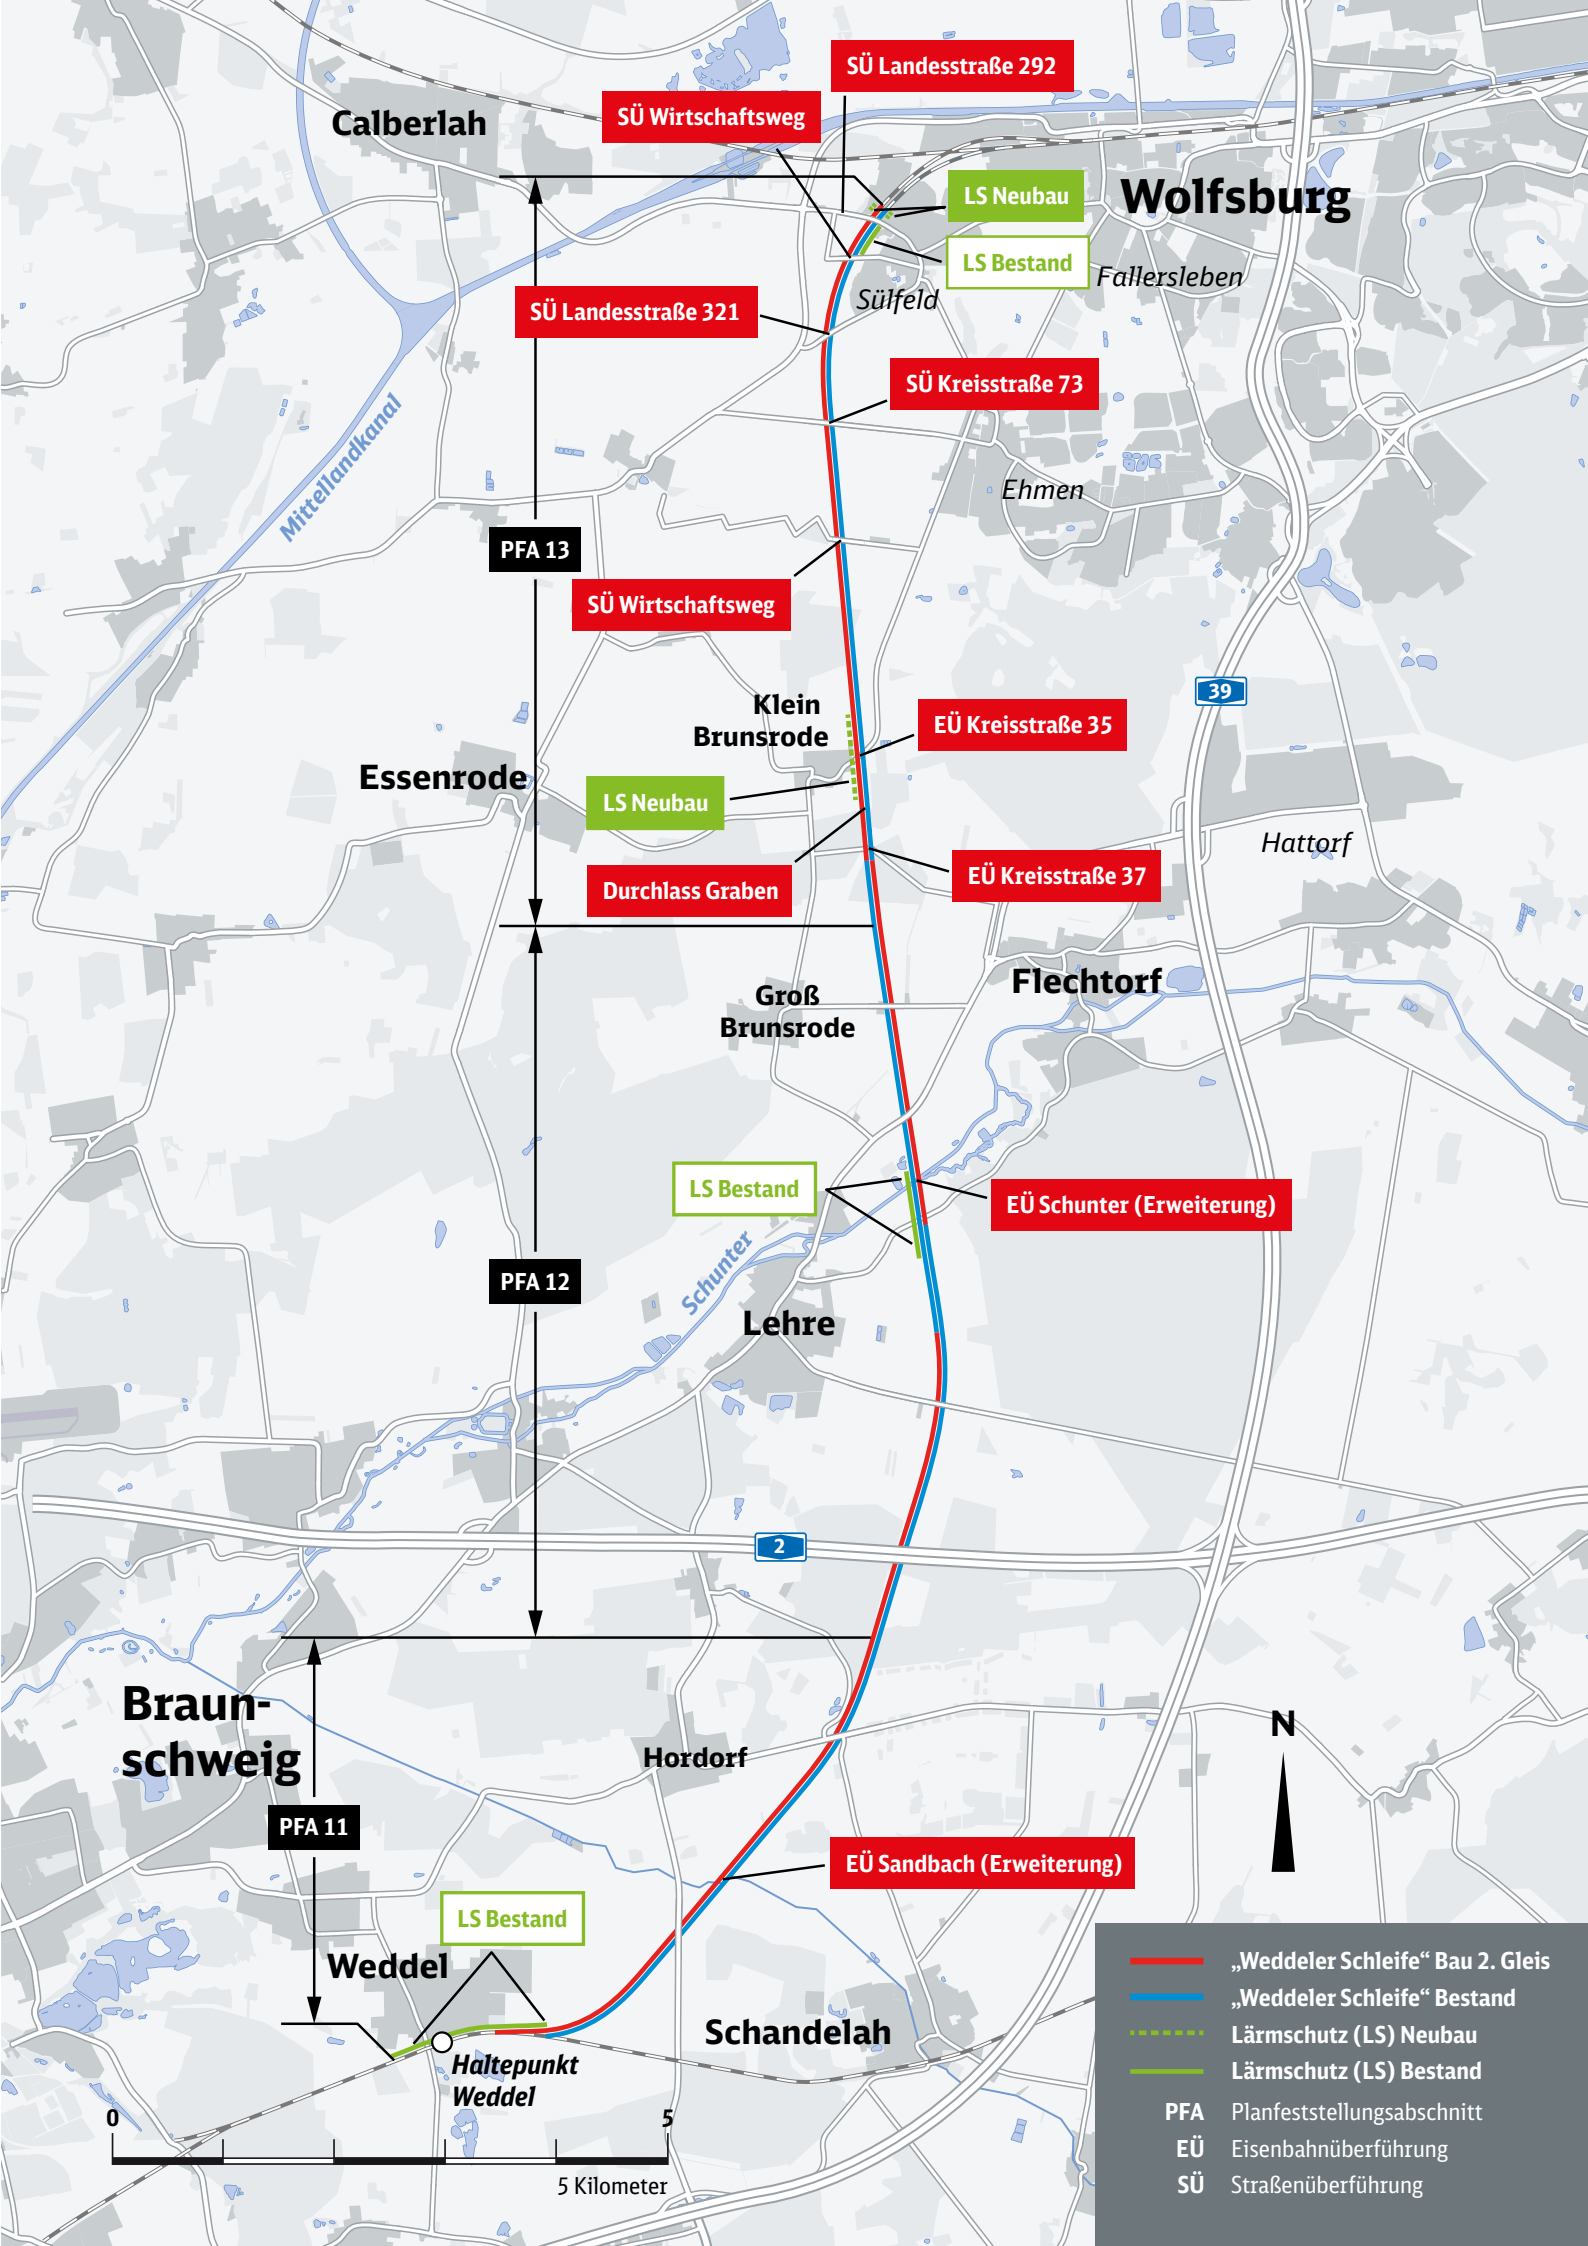 SÜ Landesstraße 292
SÜ Wirtschaftsweg
Calberlah
LS Neubau
Wolfsburg
LS Bestand
Fallersleben
Sülfeld
SÜ Landesstraße 321
SÜ Kreisstraße 73
Mittellandkanal
Ehmen
PFA 13
SÜ Wirtschaftsweg
39
Klein
Brunsrode
EÜ Kreisstraße 35
Essenrode
LS Neubau
Hattorf
EÜ Kreisstraße 37
Durchlass Graben
Flechtorf
Groß
Brunsrode
LS Bestand
EÜ Schunter (Erweiterung)
Schunter
PFA 12
Lehre
2
Braun-
schweig
N
Hordorf
PFA 11
EÜ Sandbach (Erweiterung)
LS Bestand
Weddel
Schandelah
Haltepunkt
Weddel
0
5
5 Kilometer
„Weddeler Schleife“ Bau 2. Gleis
„Weddeler Schleife“ Bestand
Lärmschutz (LS) Neubau
Lärmschutz (LS) Bestand
PFA Planfeststellungsabschnitt
EÜ Eisenbahnüberführung
SÜ Straßenüberführung